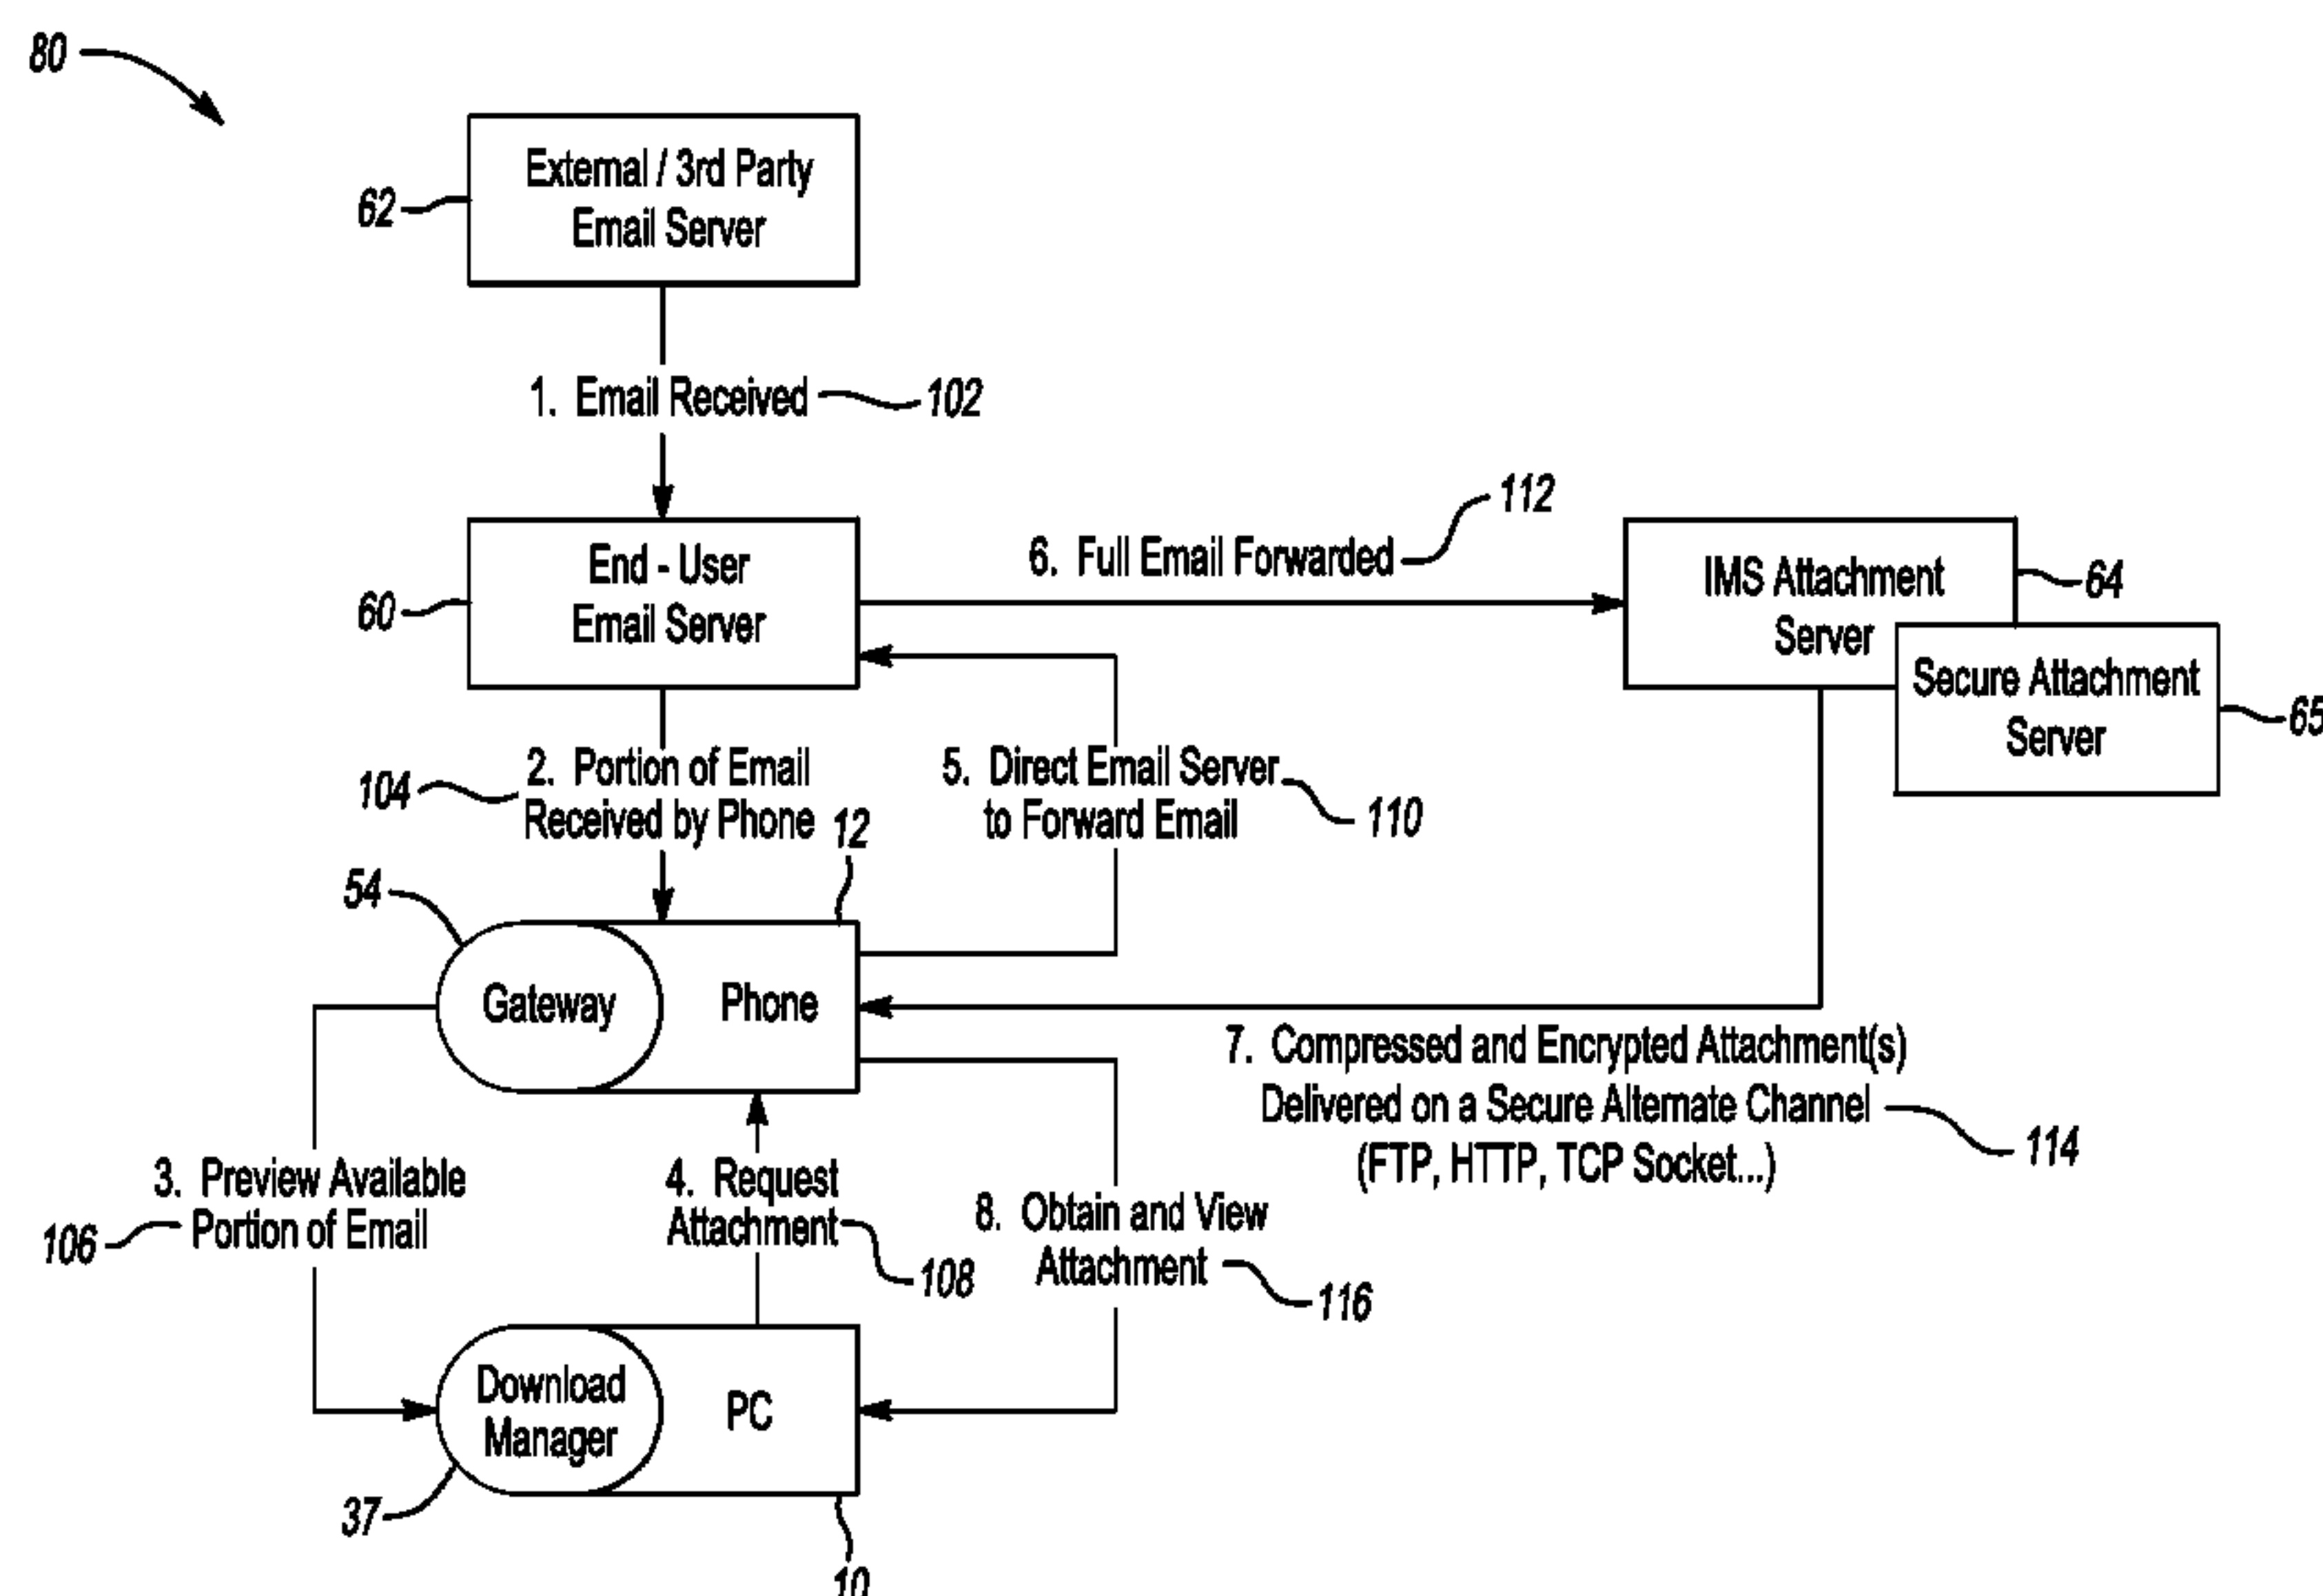 80
External / 3rd Party
Email Server
62
1. Email Received
102
End - User
Email Server
60
6. Full Email Forwarded
112
IMS Attachment
Server
64
Secure Attachment
Server
65
2. Portion of Email
Received by Phone
104
12
5. Direct Email Server
to Forward Email
110
54
Gateway
Phone
7. Compressed and Encrypted Attachment(s)
Delivered on a Secure Alternate Channel
(FTP, HTTP, TCP Socket...)
114
3. Preview Available
Portion of Email
106
4. Request
Attachment
108
8. Obtain and View
Attachment
116
Download
Manager
PC
37
10